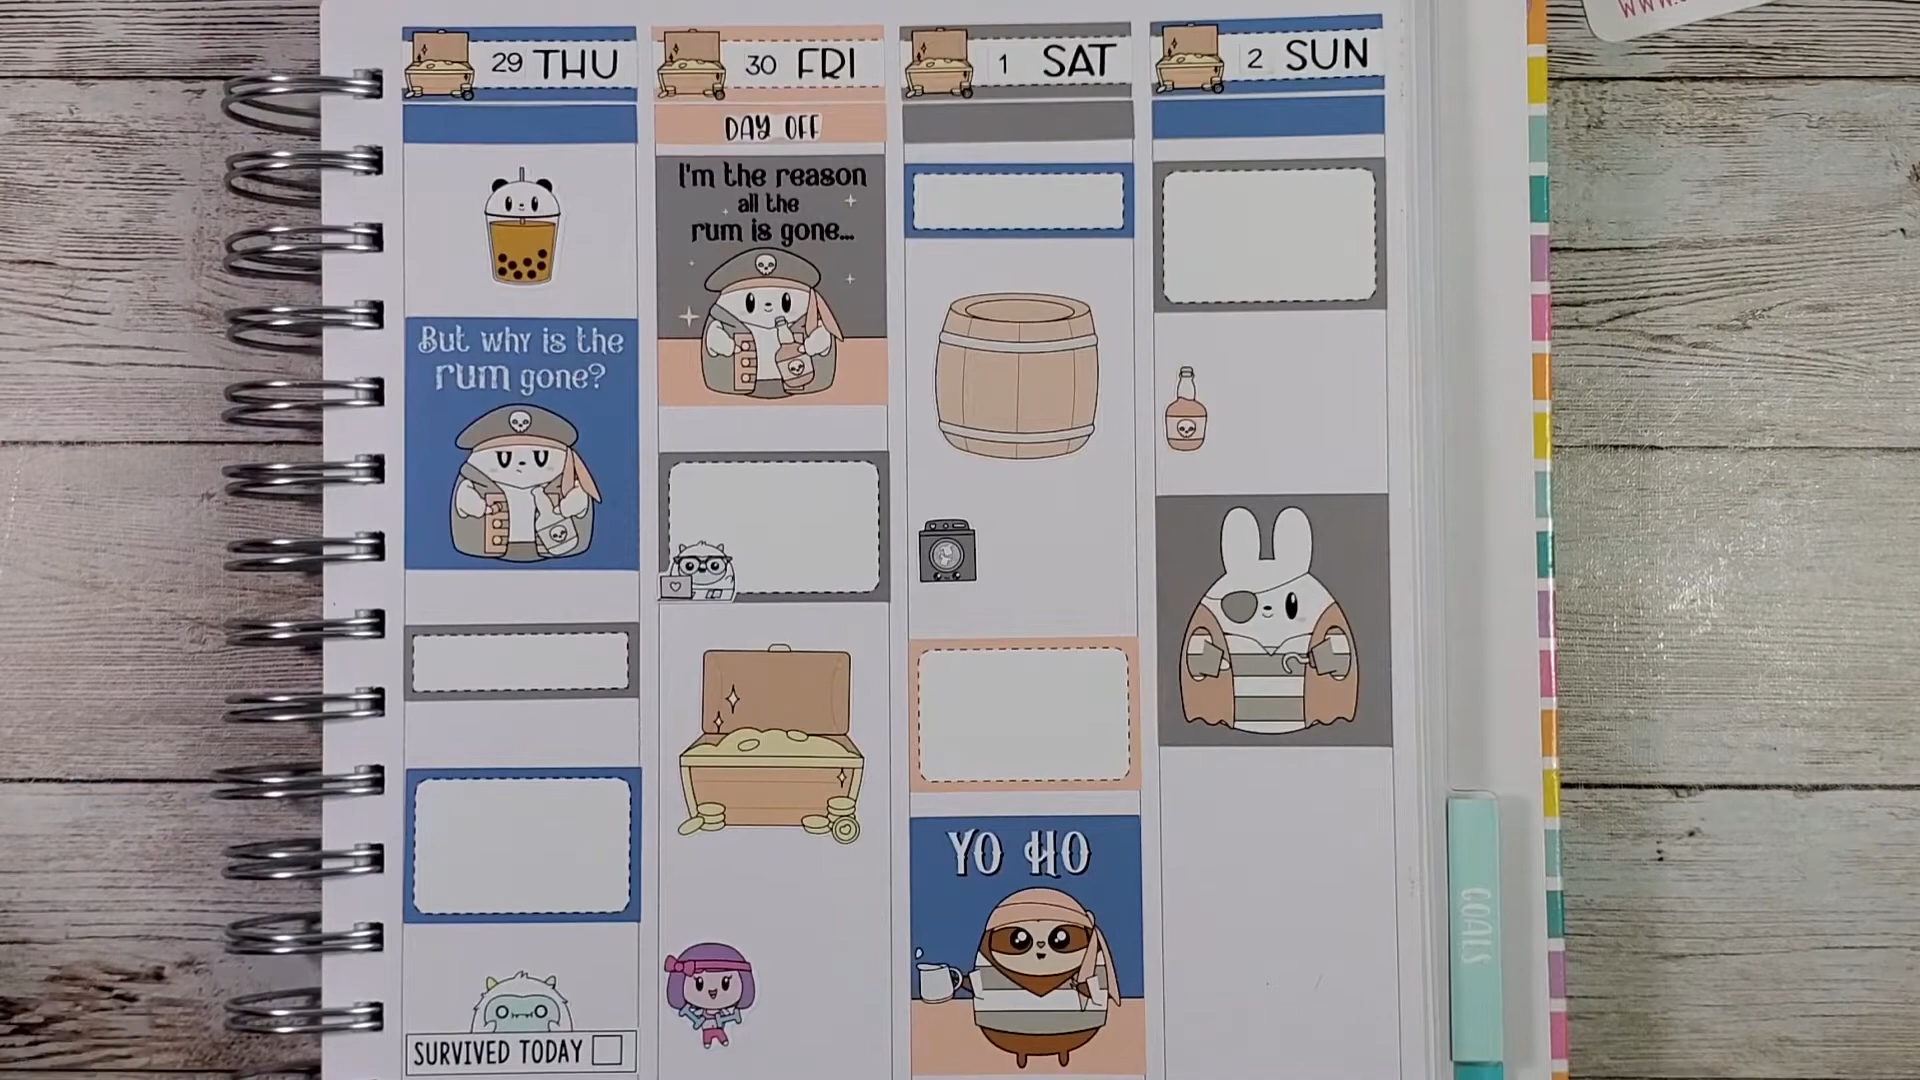 29 THU
30 FRI
1 SAT
2 SUN
DAY OFF
I'm the reason
all the
rum is gone...
But why is the
rum gone?
YO HO
SURVIVED TODAY
GOALS